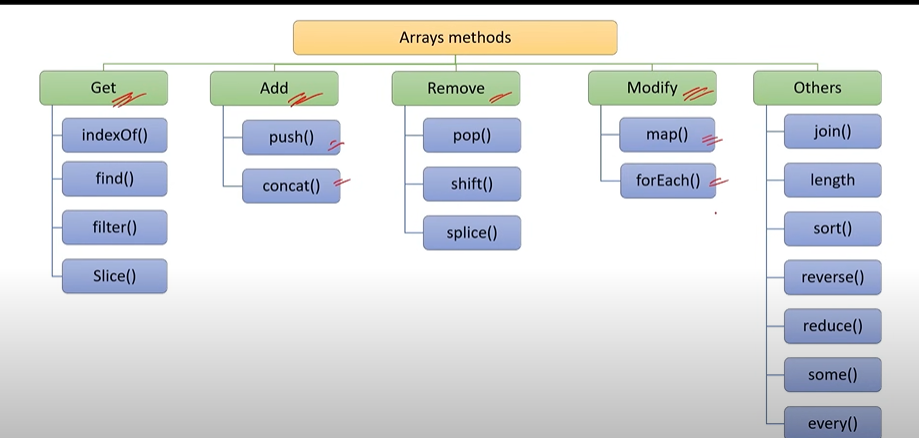 Arrays methods
Get
indexOf()
find()
filter()
Slice()
Add
push()
concat()
Remove
pop()
shift()
splice()
Modify
map()
forEach()
Others
join()
length
sort()
reverse()
reduce()
some()
every()